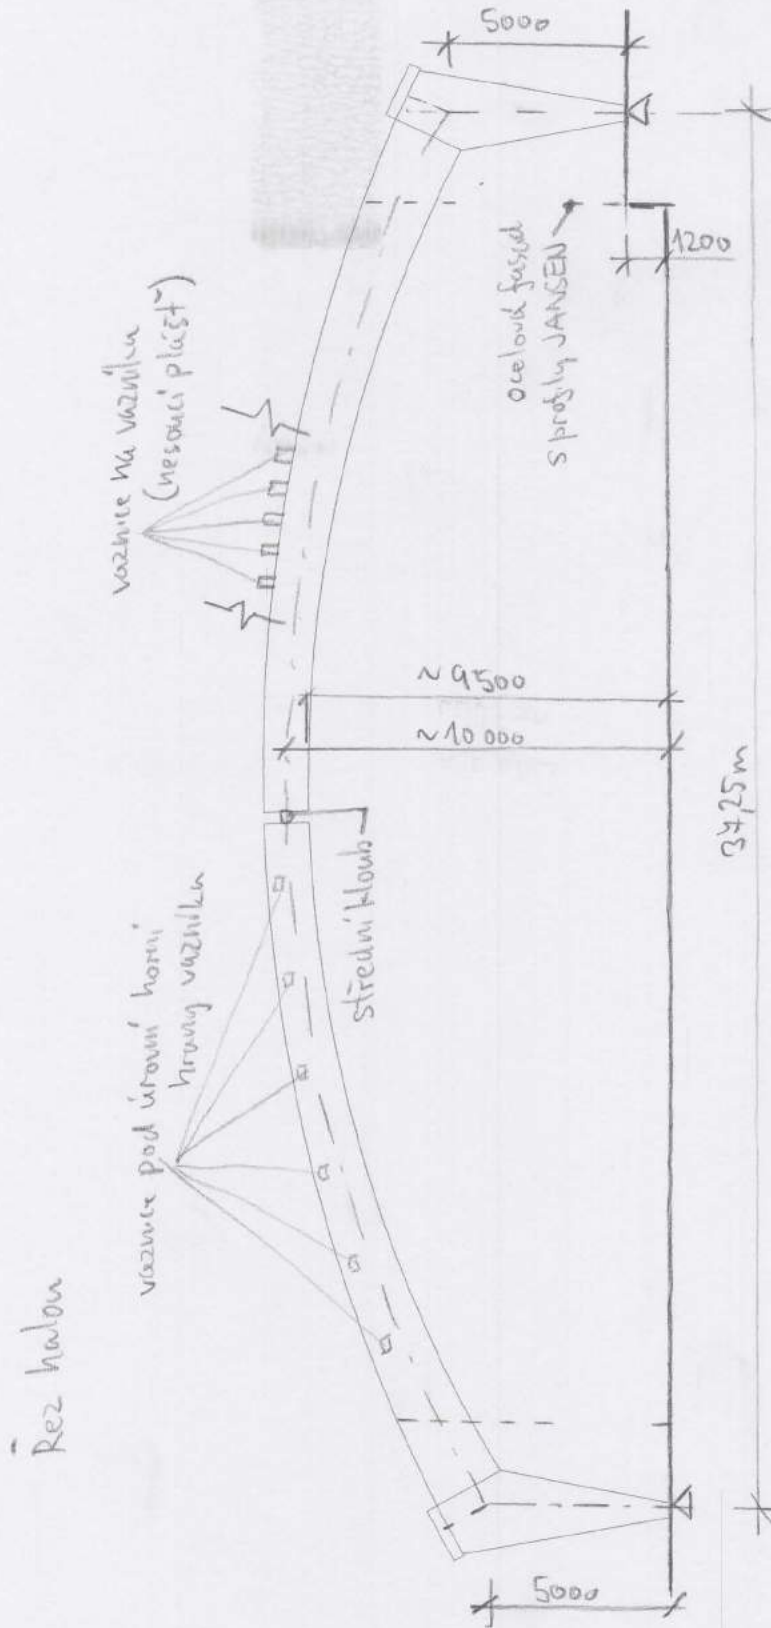 Řez halou
vaznice pod úrovní horní
hrany vazníku
vaznice na vazníku
(nesoucí plášť)
střední kloub
ocelová fasád
s profily JANSEN
5000
1200
~9500
~10 000
5000
37,25m